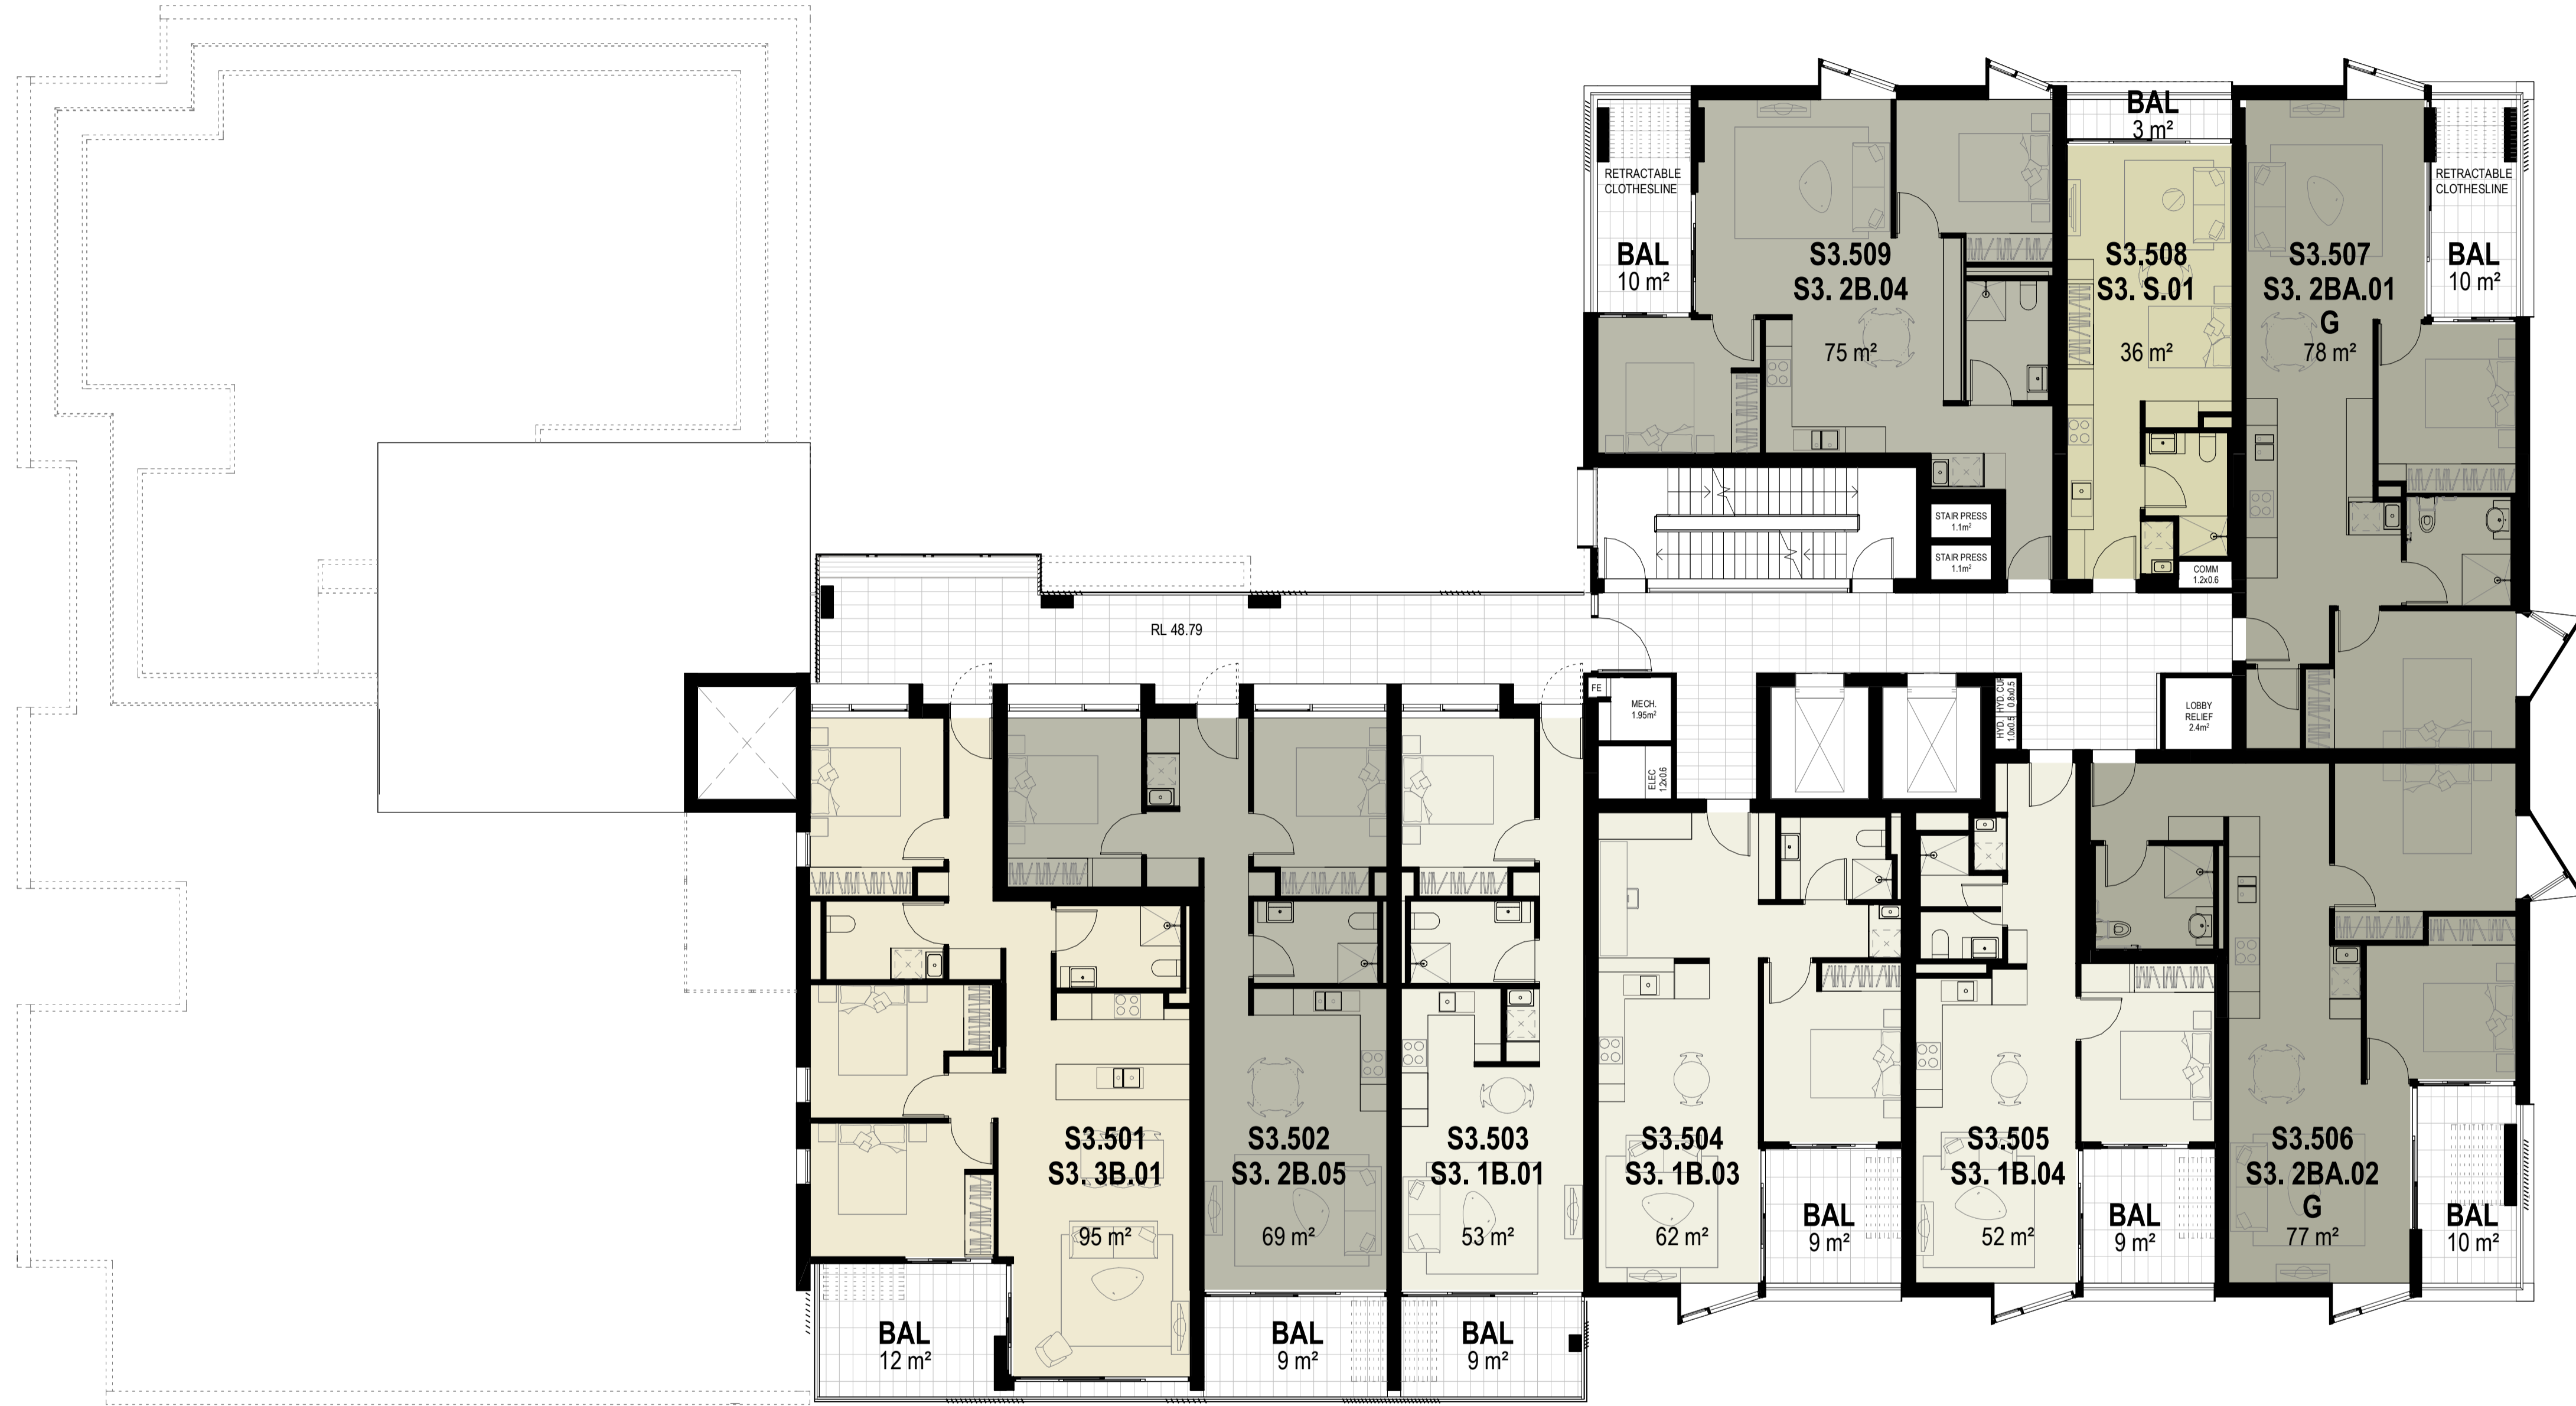 BAL
3 m²
RETRACTABLE
CLOTHESLINE
BAL
10 m²
S3.509
S3. 2B.04
75 m²
S3.508
S3. S.01
36 m²
S3.507
S3. 2BA.01
G
78 m²
RETRACTABLE
CLOTHESLINE
BAL
10 m²
STAIR PRESS
1.1m²
STAIR PRESS
1.1m²
COMM
1.2x0.6
RL 48.79
FE
MECH.
1.95m²
ELEC
1.2x0.6
HYD. CUP
0.8x0.5
HYD.
1.0x0.5
LOBBY
RELIEF
2.4m²
S3.501
S3. 3B.01
95 m²
S3.502
S3. 2B.05
69 m²
S3.503
S3. 1B.01
53 m²
S3.504
S3. 1B.03
62 m²
BAL
9 m²
S3.505
S3. 1B.04
52 m²
BAL
9 m²
S3.506
S3. 2BA.02
G
77 m²
BAL
10 m²
BAL
12 m²
BAL
9 m²
BAL
9 m²